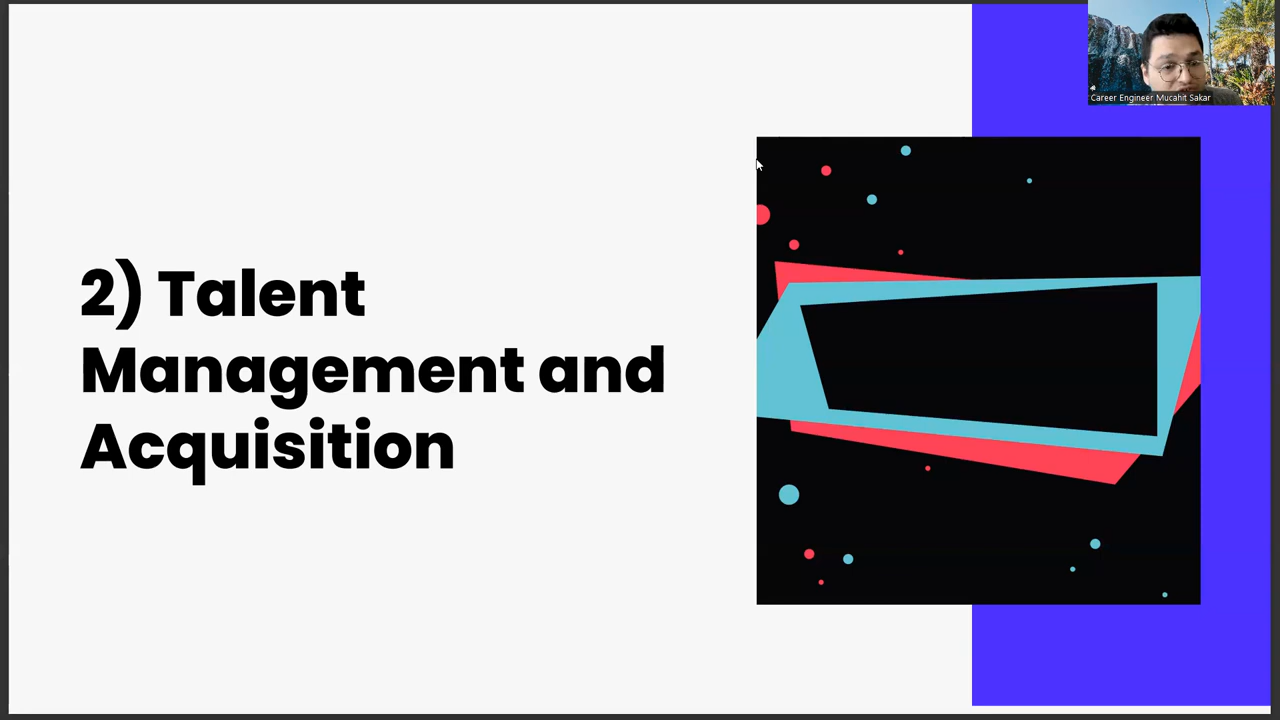 Career Engineer Mucahit Sakar
2) Talent
Management and
Acquisition